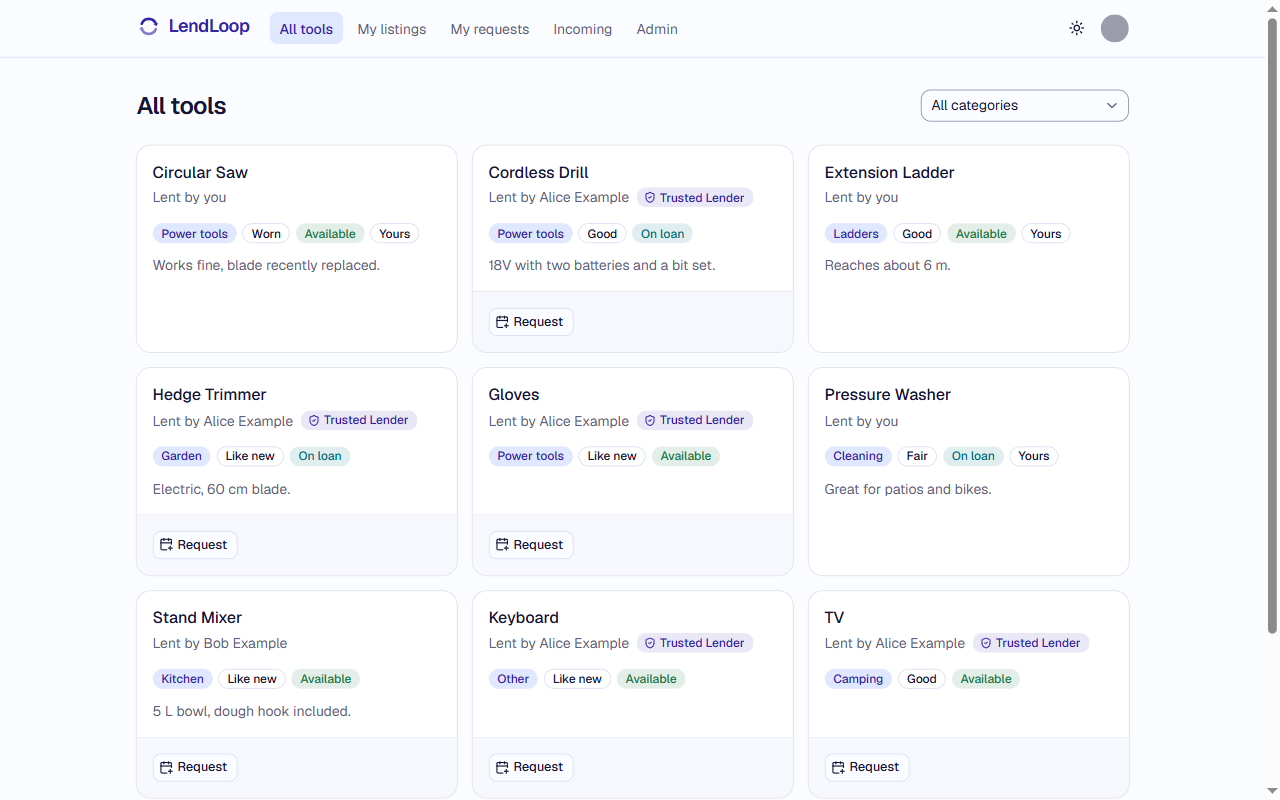 LendLoop All tools My listings My requests Incoming Admin
All tools
All categories
Circular Saw
Lent by you
Power tools Worn Available Yours
Works fine, blade recently replaced.
Cordless Drill
Lent by Alice Example Trusted Lender
Power tools Good On loan
18V with two batteries and a bit set.
Request
Extension Ladder
Lent by you
Ladders Good Available Yours
Reaches about 6 m.
Hedge Trimmer
Lent by Alice Example Trusted Lender
Garden Like new On loan
Electric, 60 cm blade.
Request
Gloves
Lent by Alice Example Trusted Lender
Power tools Like new Available
Request
Pressure Washer
Lent by you
Cleaning Fair On loan Yours
Great for patios and bikes.
Stand Mixer
Lent by Bob Example
Kitchen Like new Available
5 L bowl, dough hook included.
Request
Keyboard
Lent by Alice Example Trusted Lender
Other Like new Available
Request
TV
Lent by Alice Example Trusted Lender
Camping Good Available
Request